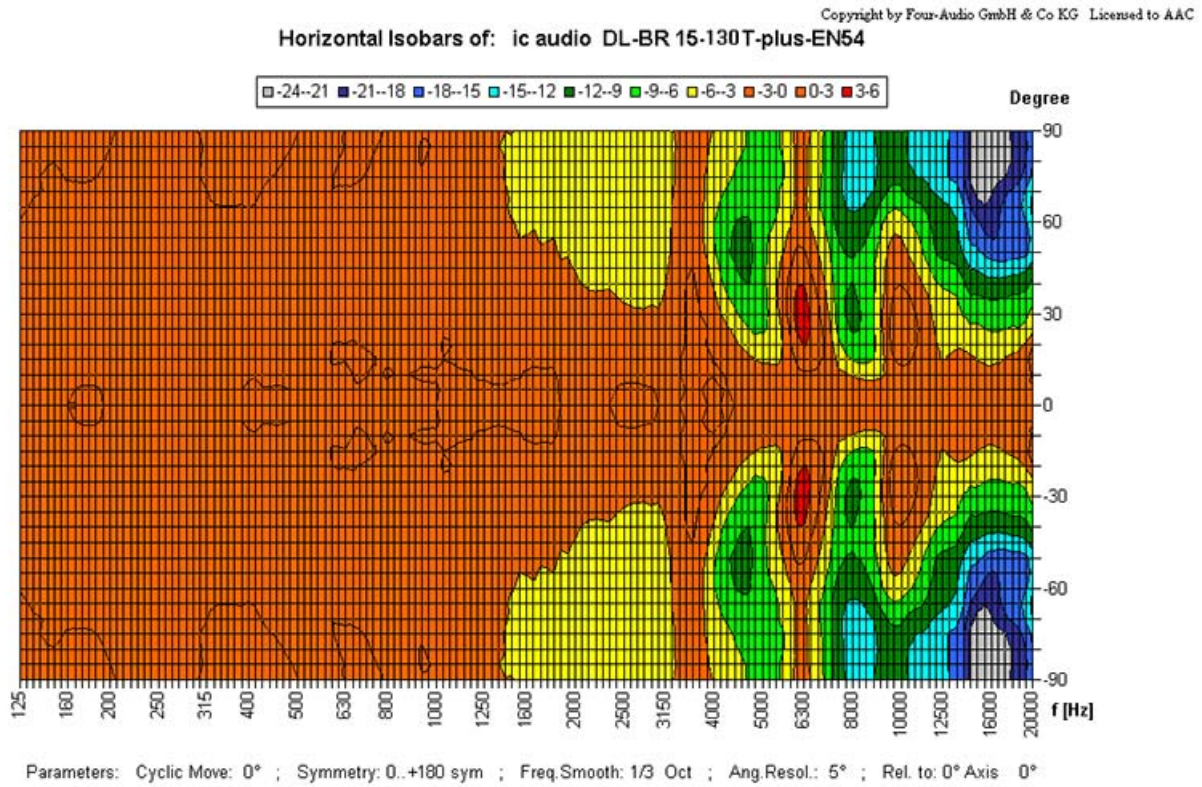 Copyright by Four-Audio GmbH & Co KG Licensed to AAC
Horizontal Isobars of: ic audio DL-BR 15-130T-plus-EN54
-24--21 -21--18 -18--15 -15--12 -12--9 -9--6 -6--3 -3-0 0-3 3-6
Degree
90
60
30
0
-30
-60
-90
125 160 200 250 315 400 500 630 800 1000 1250 1600 2000 2500 3150 4000 5000 6300 8000 10000 12500 16000 20000 f [Hz]
Parameters: Cyclic Move: 0° ; Symmetry: 0..+180 sym ; Freq.Smooth: 1/3 Oct ; Ang.Resol.: 5° ; Rel. to: 0° Axis 0°